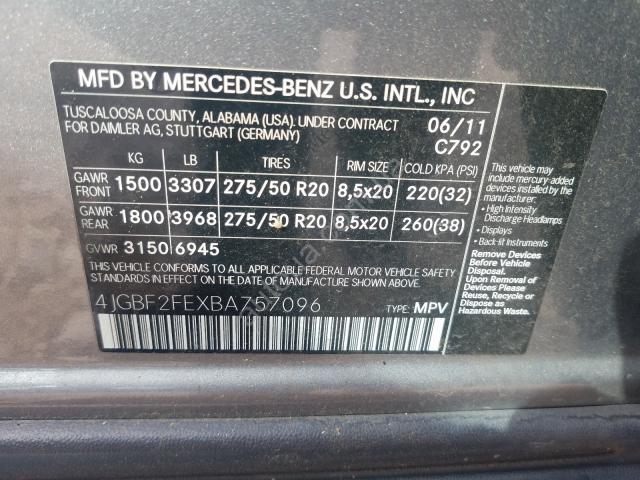 MFD BY MERCEDES-BENZ U.S. INTL., INC
TUSCALOOSA COUNTY, ALABAMA (USA). UNDER CONTRACT 06/11
FOR DAIMLER AG, STUTTGART (GERMANY) C792
KG LB TIRES RIM SIZE COLD KPA (PSI)
GAWR FRONT 1500 3307 275/50 R20 8,5x20 220(32)
GAWR REAR 1800 3968 275/50 R20 8,5x20 260(38)
GVWR 3150 6945
THIS VEHICLE CONFORMS TO ALL APPLICABLE FEDERAL MOTOR VEHICLE SAFETY
STANDARDS IN EFFECT ON THE DATE OF MANUFACTURE SHOWN ABOVE.
4JGBF2FEXBA757096 TYPE: MPV
This vehicle may include
mercury-added
devices installed by the
manufacturer:
• High Intensity
Discharge Headlamps
• Displays
• Back-lit Instruments
Remove Devices
Before Vehicle Disposal.
Upon Removal of
Devices Please Reuse,
Recycle or Dispose as
Hazardous Waste.